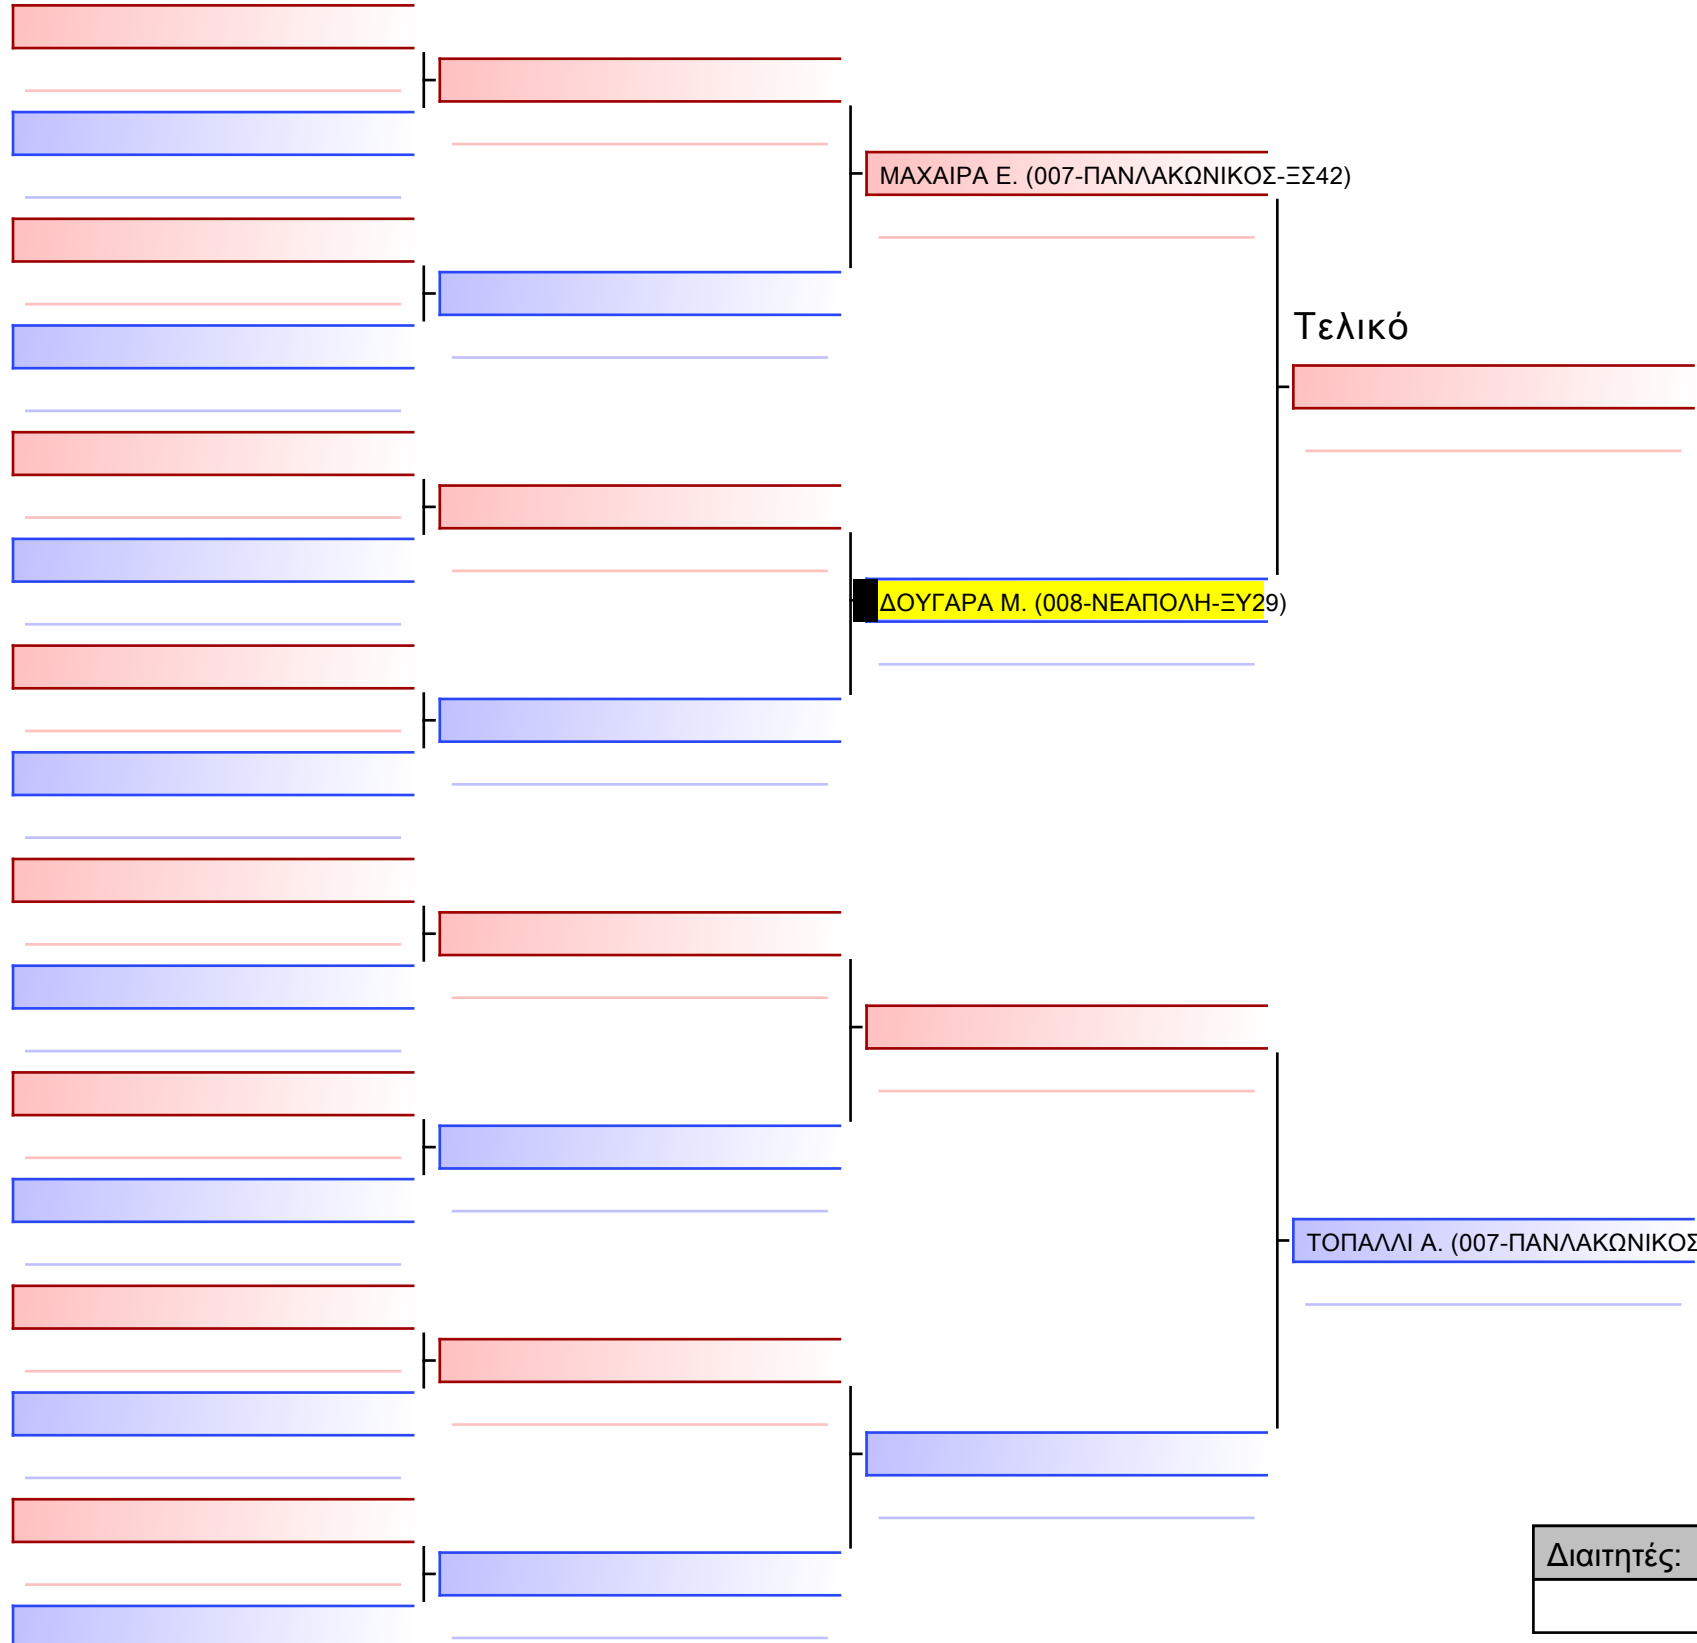 ΜΑΧΑΙΡΑ Ε. (007-ΠΑΝΛΑΚΩΝΙΚΟΣ-ΞΣ42)
Τελικό
ΔΟΥΓΑΡΑ Μ. (008-ΝΕΑΠΟΛΗ-ΞΥ29)
ΤΟΠΑΛΛΙ Α. (007-ΠΑΝΛΑΚΩΝΙΚΟΣ
Διαιτητές: